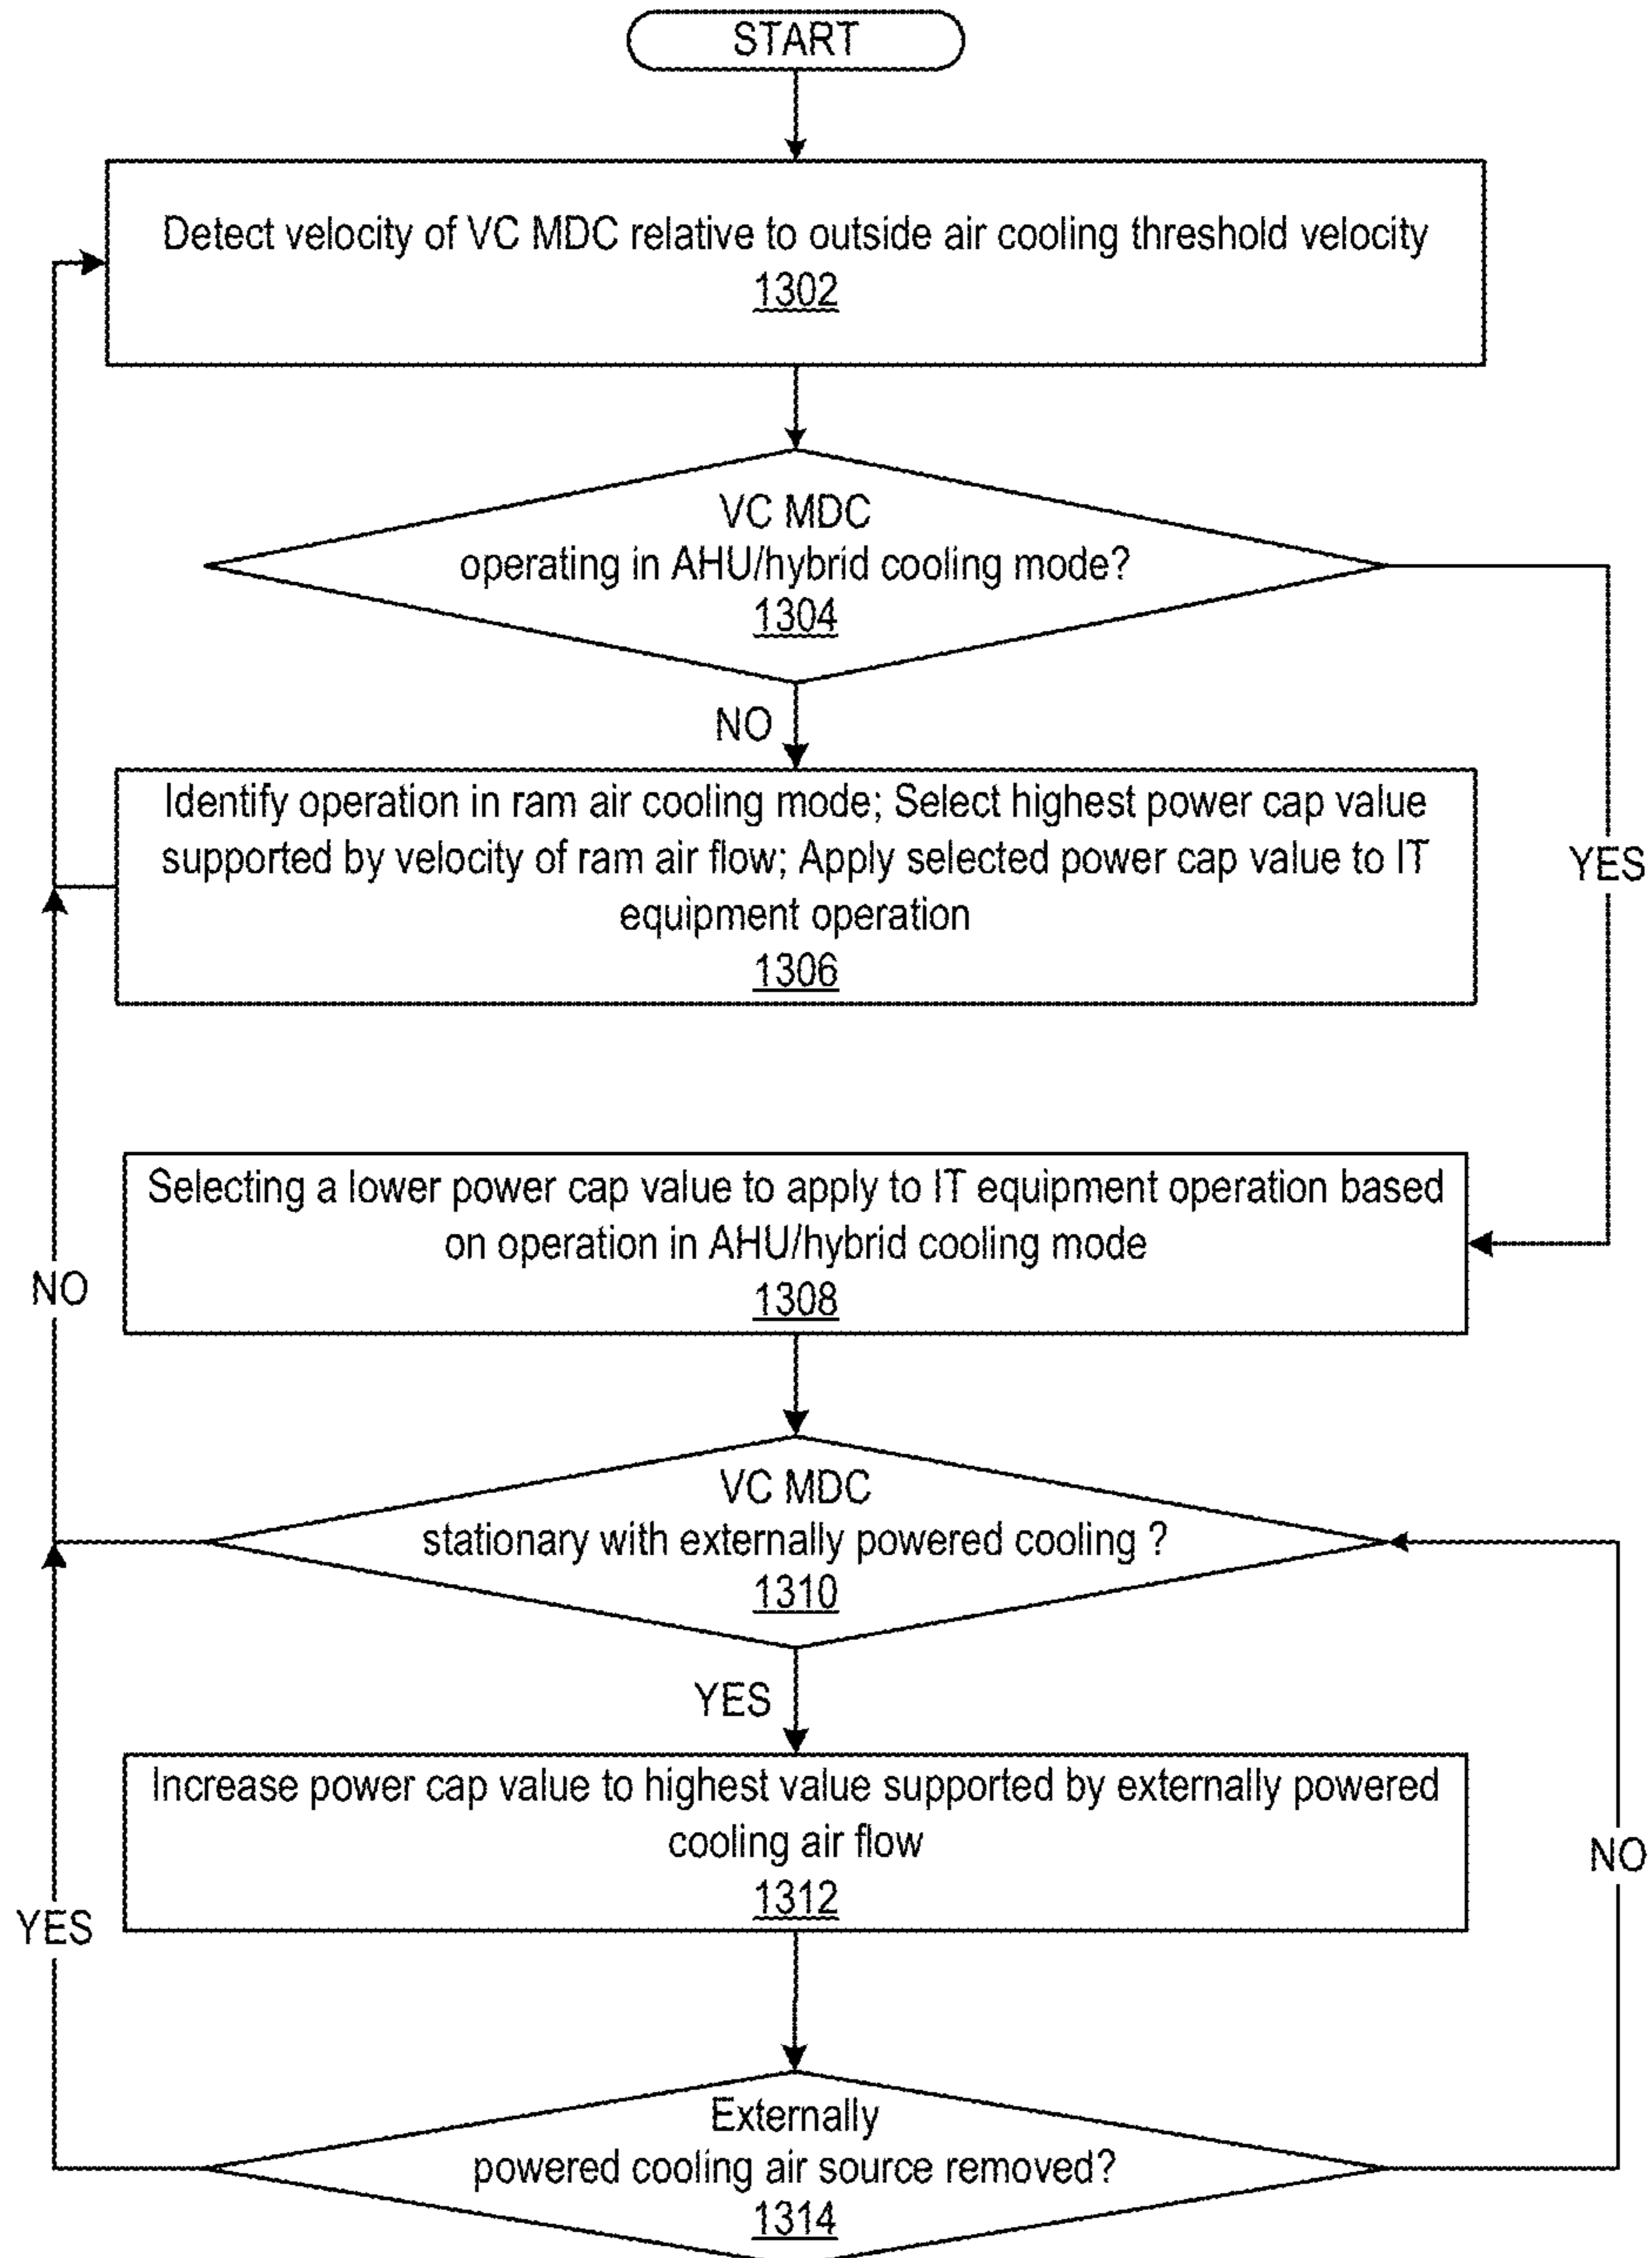 START
Detect velocity of VC MDC relative to outside air cooling threshold velocity
1302
VC MDC
operating in AHU/hybrid cooling mode?
1304
NO
YES
Identify operation in ram air cooling mode; Select highest power cap value
supported by velocity of ram air flow; Apply selected power cap value to IT
equipment operation
1306
Selecting a lower power cap value to apply to IT equipment operation based
on operation in AHU/hybrid cooling mode
1308
NO
VC MDC
stationary with externally powered cooling ?
1310
YES
Increase power cap value to highest value supported by externally powered
cooling air flow
1312
NO
YES
Externally
powered cooling air source removed?
1314